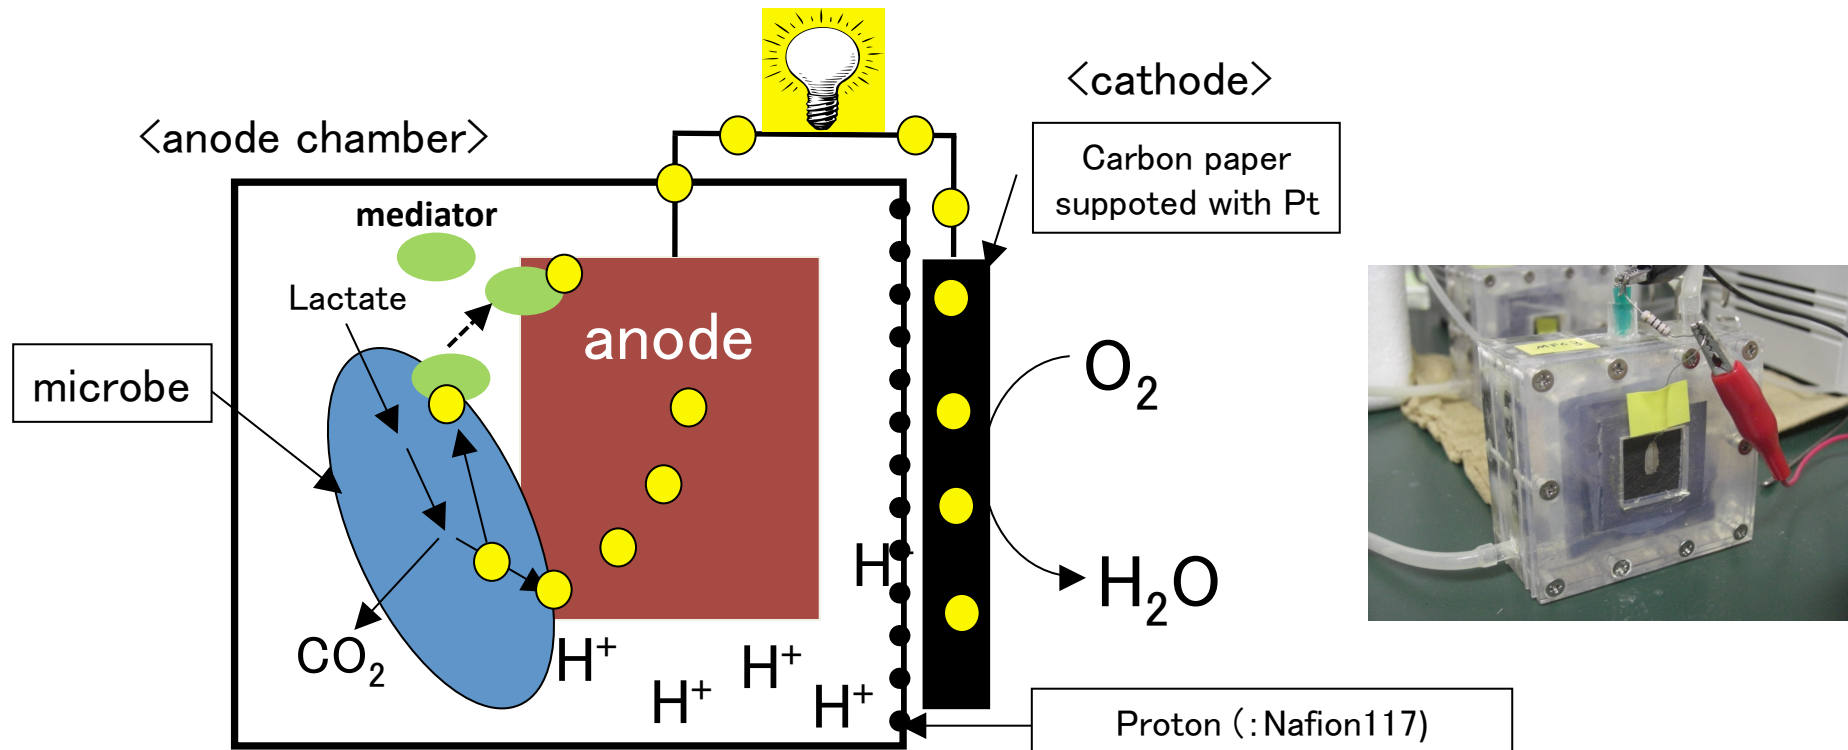 <cathode>
<anode chamber>
Carbon paper
suppoted with Pt
mediator
Lactate
anode
microbe
O₂
H₂O
H
CO₂
H⁺
H⁺
H⁺
H⁺
Proton (:Nafion117)